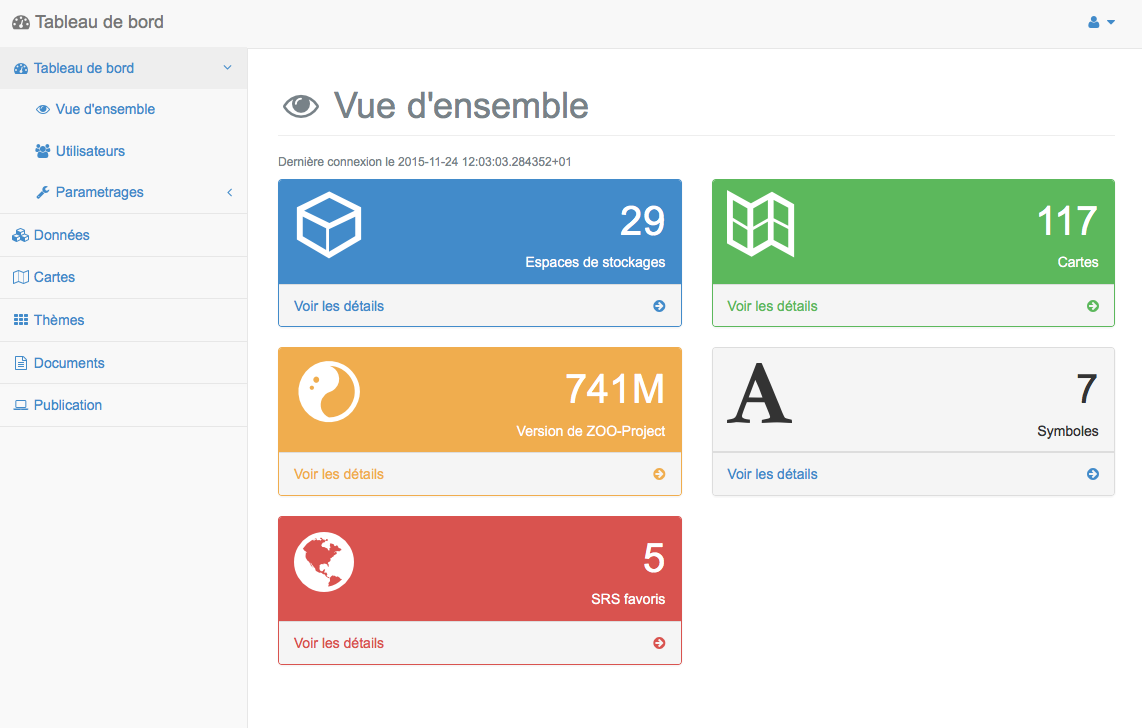 Tableau de bord
Tableau de bord
Vue d'ensemble
Utilisateurs
Parametrages
Données
Cartes
Thèmes
Documents
Publication
Vue d'ensemble
Dernière connexion le 2015-11-24 12:03:03.284352+01
29
Espaces de stockages
Voir les détails
117
Cartes
Voir les détails
741M
Version de ZOO-Project
Voir les détails
A
7
Symboles
Voir les détails
5
SRS favoris
Voir les détails